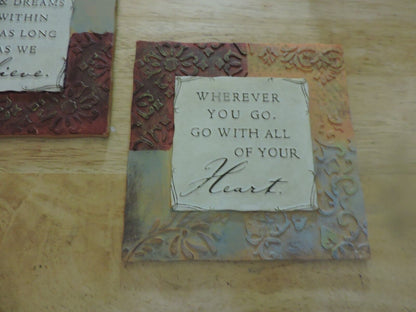 & DREAMS
WITHIN
AS LONG
AS WE
WHEREVER
YOU GO.
GO WITH ALL
OF YOUR
Heart.